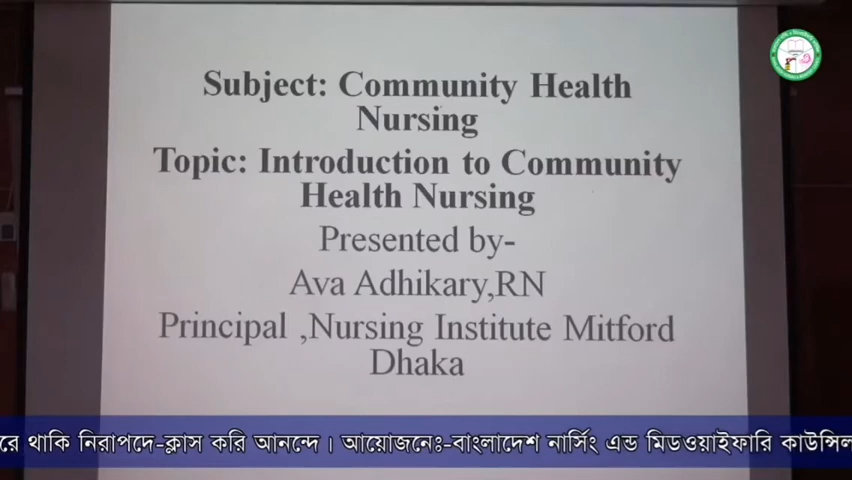 Subject: Community Health
Nursing
Topic: Introduction to Community
Health Nursing
Presented by-
Ava Adhikary,RN
Principal ,Nursing Institute Mitford
Dhaka
রে থাকি নিরাপদে-ক্লাস করি আনন্দে। আয়োজনেঃ-বাংলাদেশ নার্সিং এন্ড মিডওয়াইফারি কাউন্সিল